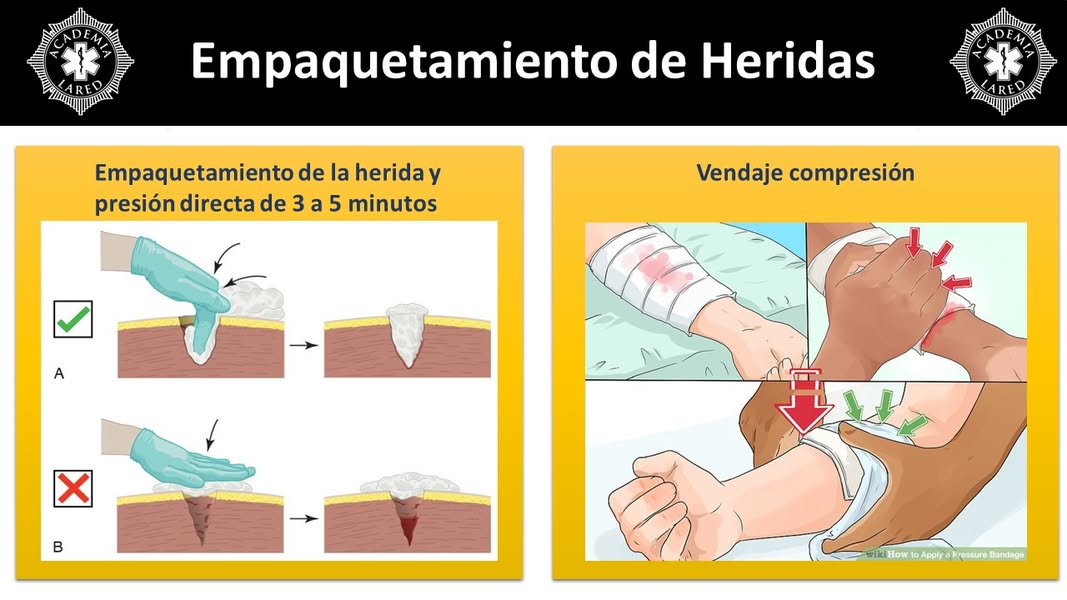 ACADEMIA
LARED
Empaquetamiento de Heridas
ACADEMIA
LARED
Empaquetamiento de la herida y
presión directa de 3 a 5 minutos
A
B
Vendaje compresión
wikiHow to Apply a Pressure Bandage